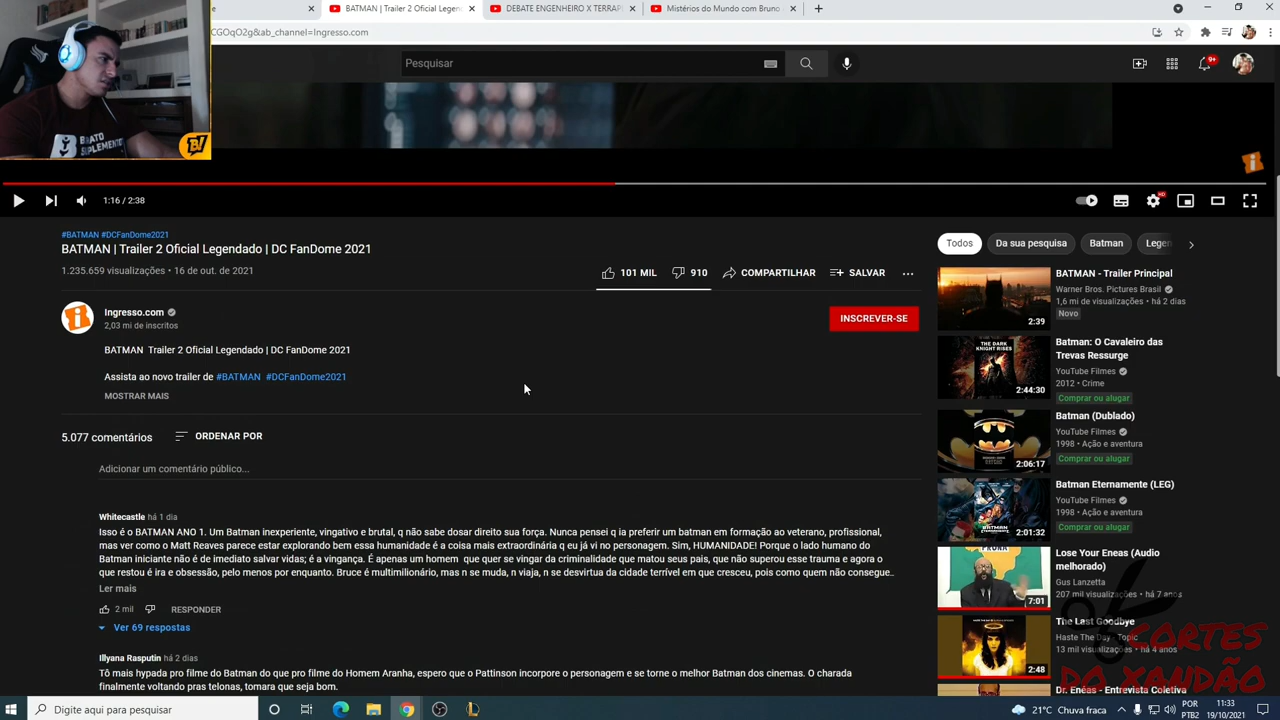 BATMAN | Trailer 2 Oficial Legen
DEBATE ENGENHEIRO X TERRAP
Mistérios do Mundo com Bruno
CGOqO2g&ab_channel=Ingresso.com
Pesquisar
9+
BRATO
SUPLEMENTO
1:16 / 2:38
HD
#BATMAN #DCFanDome2021
BATMAN | Trailer 2 Oficial Legendado | DC FanDome 2021
1.235.659 visualizações • 16 de out. de 2021
101 MIL
910
COMPARTILHAR
SALVAR
Ingresso.com
2,03 mi de inscritos
INSCREVER-SE
BATMAN Trailer 2 Oficial Legendado | DC FanDome 2021
Assista ao novo trailer de #BATMAN #DCFanDome2021
MOSTRAR MAIS
5.077 comentários
ORDENAR POR
Adicionar um comentário público...
Whitecastle há 1 dia
Isso é o BATMAN ANO 1. Um Batman inexperiente, vingativo e brutal, q não sabe dosar direito sua força. Nunca pensei q ia preferir um batman em formação ao veterano, profissional,
mas ver como o Matt Reaves parece estar explorando bem essa humanidade é a coisa mais extraordinária q eu já vi no personagem. Sim, HUMANIDADE! Porque o lado humano do
Batman iniciante não é de imediato salvar vidas; é a vingança. É apenas um homem que quer se vingar da criminalidade que matou seus pais, que não superou esse trauma e agora o
que restou é ira e obsessão, pelo menos por enquanto. Bruce é multimilionário, mas n se muda, n viaja, n se desvirtua da cidade terrível em que cresceu, pois como quem não consegue...
Ler mais
2 mil
RESPONDER
Ver 69 respostas
Illyana Rasputin há 2 dias
Tô mais hypada pro filme do Batman do que pro filme do Homem Aranha, espero que o Pattinson incorpore o personagem e se torne o melhor Batman dos cinemas. O charada
finalmente voltando pras telonas, tomara que seja bom.
Todos
Da sua pesquisa
Batman
Legen
BATMAN - Trailer Principal
Warner Bros. Pictures Brasil
1,6 mi de visualizações • há 2 dias
Novo
2:39
Batman: O Cavaleiro das
Trevas Ressurge
YouTube Filmes
2012 • Crime
Comprar ou alugar
THE DARK
KNIGHT RISES
2:44:30
Batman (Dublado)
YouTube Filmes
1998 • Ação e aventura
Comprar ou alugar
2:06:17
Batman Eternamente (LEG)
YouTube Filmes
1998 • Ação e aventura
Comprar ou alugar
2:01:32
Lose Your Eneas (Audio
melhorado)
Gus Lanzetta
207 mil visualizações • há 7 anos
PRONA
7:01
The Last Goodbye
Haste The Day - Topic
13 mil visualizações • há 4 anos
2:48
Dr. Enéas - Entrevista Coletiva
CORTES
DO XANDÃO
Digite aqui para pesquisar
21°C Chuva fraca
POR
PTB2
11:33
19/10/2021